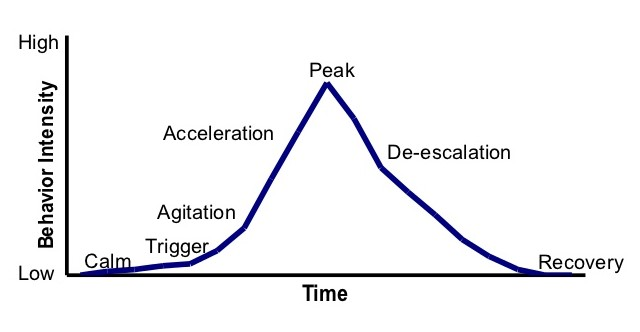 High
Peak
Acceleration
De-escalation
Behavior Intensity
Agitation
Trigger
Calm
Recovery
Low
Time